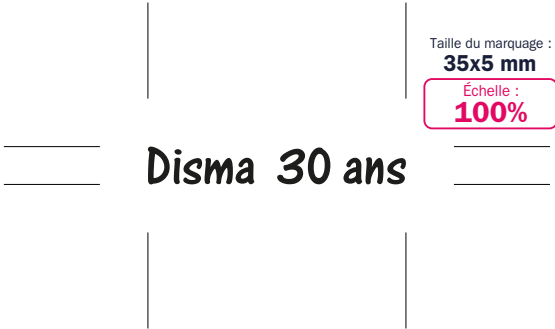 Taille du marquage :
35x5 mm
Échelle :
100%
Disma 30 ans